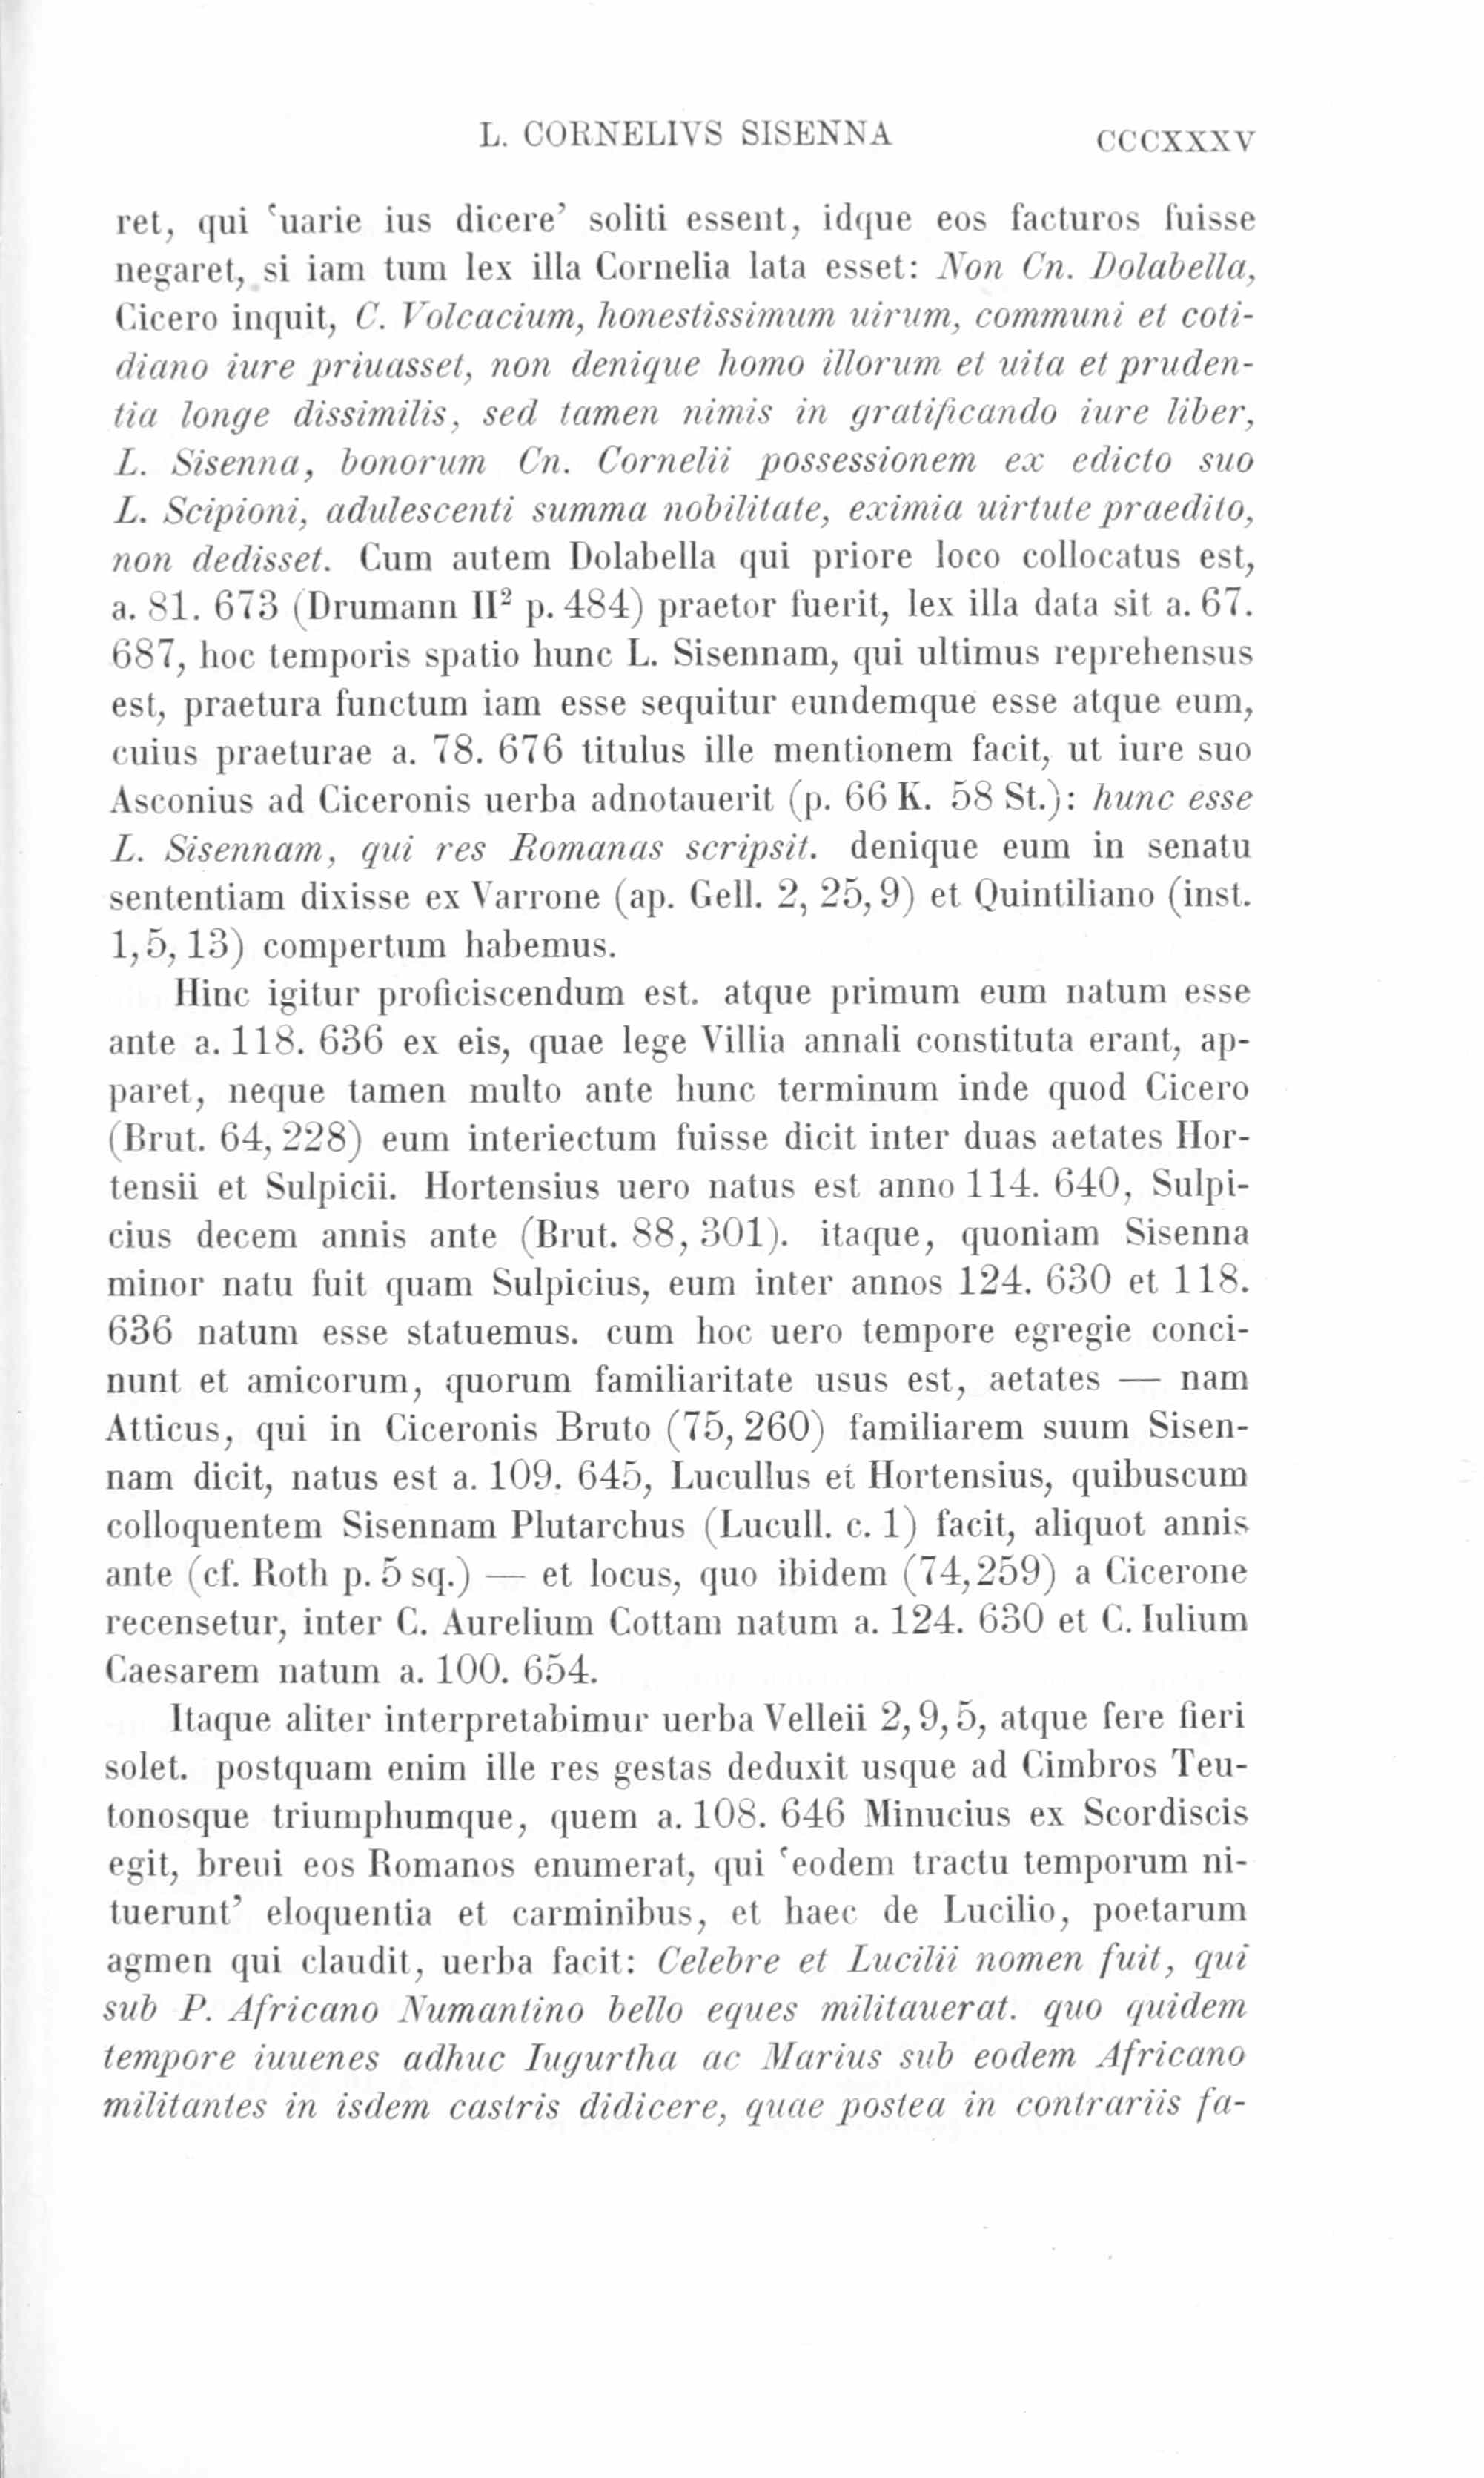 L. CORNELIVS SISENNA CCCXXXV
ret, qui ‘uarie ius dicere’ soliti essent, idque eos facturos fuisse
negaret, si iam tum lex illa Cornelia lata esset: Non Cn. Dolabella,
Cicero inquit, C. Volcacium, honestissimum uirum, communi et coti-
diano iure priuasset, non denique homo illorum et uita et pruden-
tia longe dissimilis, sed tamen nimis in gratificando iure liber,
L. Sisenna, bonorum Cn. Cornelii possessionem ex edicto suo
L. Scipioni, adulescenti summa nobilitate, eximia uirtute praedito,
non dedisset. Cum autem Dolabella qui priore loco collocatus est,
a. 81. 673 (Drumann II² p. 484) praetor fuerit, lex illa data sit a. 67.
687, hoc temporis spatio hunc L. Sisennam, qui ultimus reprehensus
est, praetura functum iam esse sequitur eundemque esse atque eum,
cuius praeturae a. 78. 676 titulus ille mentionem facit, ut iure suo
Asconius ad Ciceronis uerba adnotauerit (p. 66 K. 58 St.): hunc esse
L. Sisennam, qui res Romanas scripsit. denique eum in senatu
sententiam dixisse ex Varrone (ap. Gell. 2, 25, 9) et Quintiliano (inst.
1, 5, 13) compertum habemus.
Hinc igitur proficiscendum est. atque primum eum natum esse
ante a. 118. 636 ex eis, quae lege Villia annali constituta erant, ap-
paret, neque tamen multo ante hunc terminum inde quod Cicero
(Brut. 64, 228) eum interiectum fuisse dicit inter duas aetates Hor-
tensii et Sulpicii. Hortensius uero natus est anno 114. 640, Sulpi-
cius decem annis ante (Brut. 88, 301). itaque, quoniam Sisenna
minor natu fuit quam Sulpicius, eum inter annos 124. 630 et 118.
636 natum esse statuemus. cum hoc uero tempore egregie conci-
nunt et amicorum, quorum familiaritate usus est, aetates — nam
Atticus, qui in Ciceronis Bruto (75, 260) familiarem suum Sisen-
nam dicit, natus est a. 109. 645, Lucullus et Hortensius, quibuscum
colloquentem Sisennam Plutarchus (Lucull. c. 1) facit, aliquot annis
ante (cf. Roth p. 5 sq.) — et locus, quo ibidem (74, 259) a Cicerone
recensetur, inter C. Aurelium Cottam natum a. 124. 630 et C. Iulium
Caesarem natum a. 100. 654.
Itaque aliter interpretabimur uerba Velleii 2, 9, 5, atque fere fieri
solet. postquam enim ille res gestas deduxit usque ad Cimbros Teu-
tonosque triumphumque, quem a. 108. 646 Minucius ex Scordiscis
egit, breui eos Romanos enumerat, qui ‘eodem tractu temporum ni-
tuerunt’ eloquentia et carminibus, et haec de Lucilio, poetarum
agmen qui claudit, uerba facit: Celebre et Lucilii nomen fuit, qui
sub P. Africano Numantino bello eques militauerat. quo quidem
tempore iuuenes adhuc Iugurtha ac Marius sub eodem Africano
militantes in isdem castris didicere, quae postea in contrariis fa-